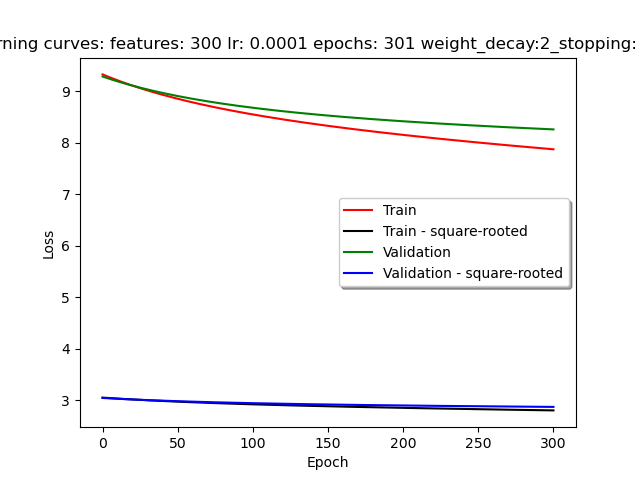 rning curves: features: 300 lr: 0.0001 epochs: 301 weight_decay:2_stopping:
9
8
7
6
5
4
3
Loss
Train
Train - square-rooted
Validation
Validation - square-rooted
0 50 100 150 200 250 300
Epoch